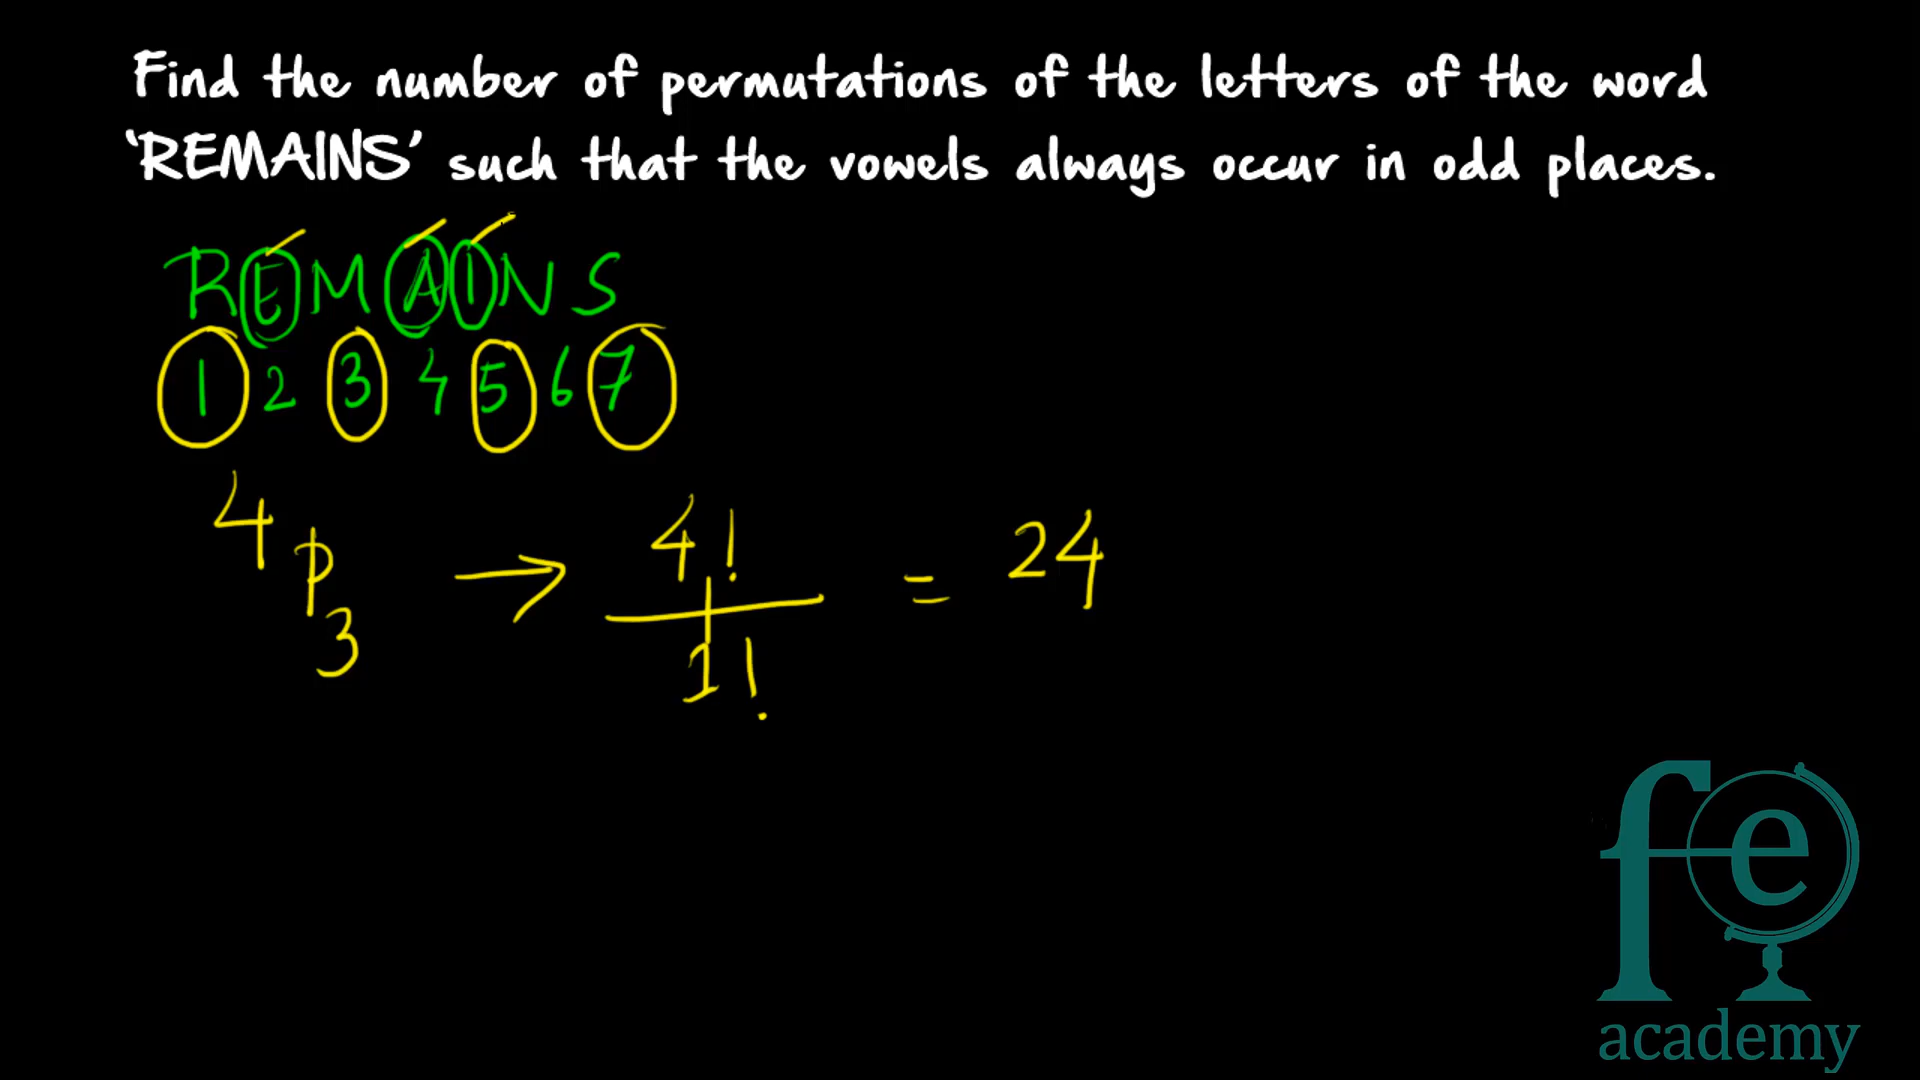 Find the number of permutations of the letters of the word
‘REMAINS’ such that the vowels always occur in odd places.
REMAINS
1 2 3 4 5 6 7
4P3 → 4!/1! = 24
fe
academy